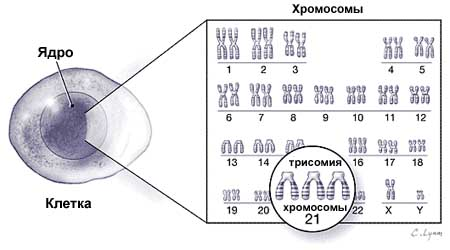 Хромосомы
Ядро
Клетка
1 2 3 4 5
6 7 8 9 10 11 12
13 14 16 17 18
трисомия
хромосомы
21
19 20 22 X Y
C. Lynm